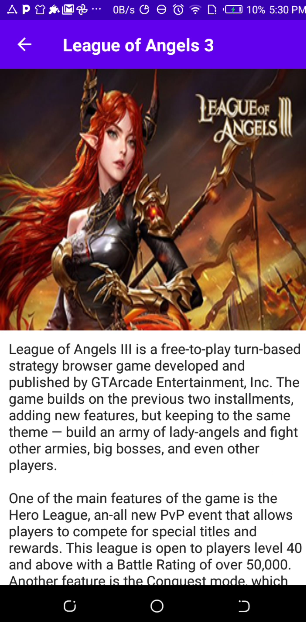 0B/s 10% 5:30 PM
League of Angels 3
LEAGUE OF
ANGELS III
League of Angels III is a free-to-play turn-based
strategy browser game developed and
published by GTArcade Entertainment, Inc. The
game builds on the previous two installments,
adding new features, but keeping to the same
theme — build an army of lady-angels and fight
other armies, big bosses, and even other
players.
One of the main features of the game is the
Hero League, an-all new PvP event that allows
players to compete for special titles and
rewards. This league is open to players level 40
and above with a Battle Rating of over 50,000.
Another feature is the Conquest mode, which